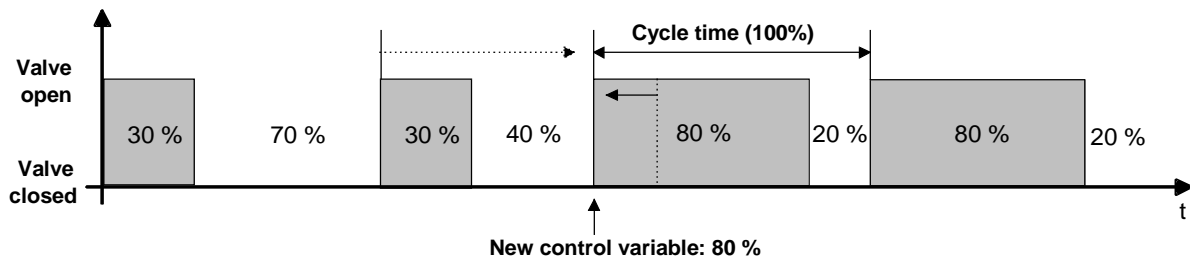 Cycle time (100%)
Valve
open
30 %
70 %
30 %
40 %
80 %
20 %
80 %
20 %
Valve
closed
t
New control variable: 80 %